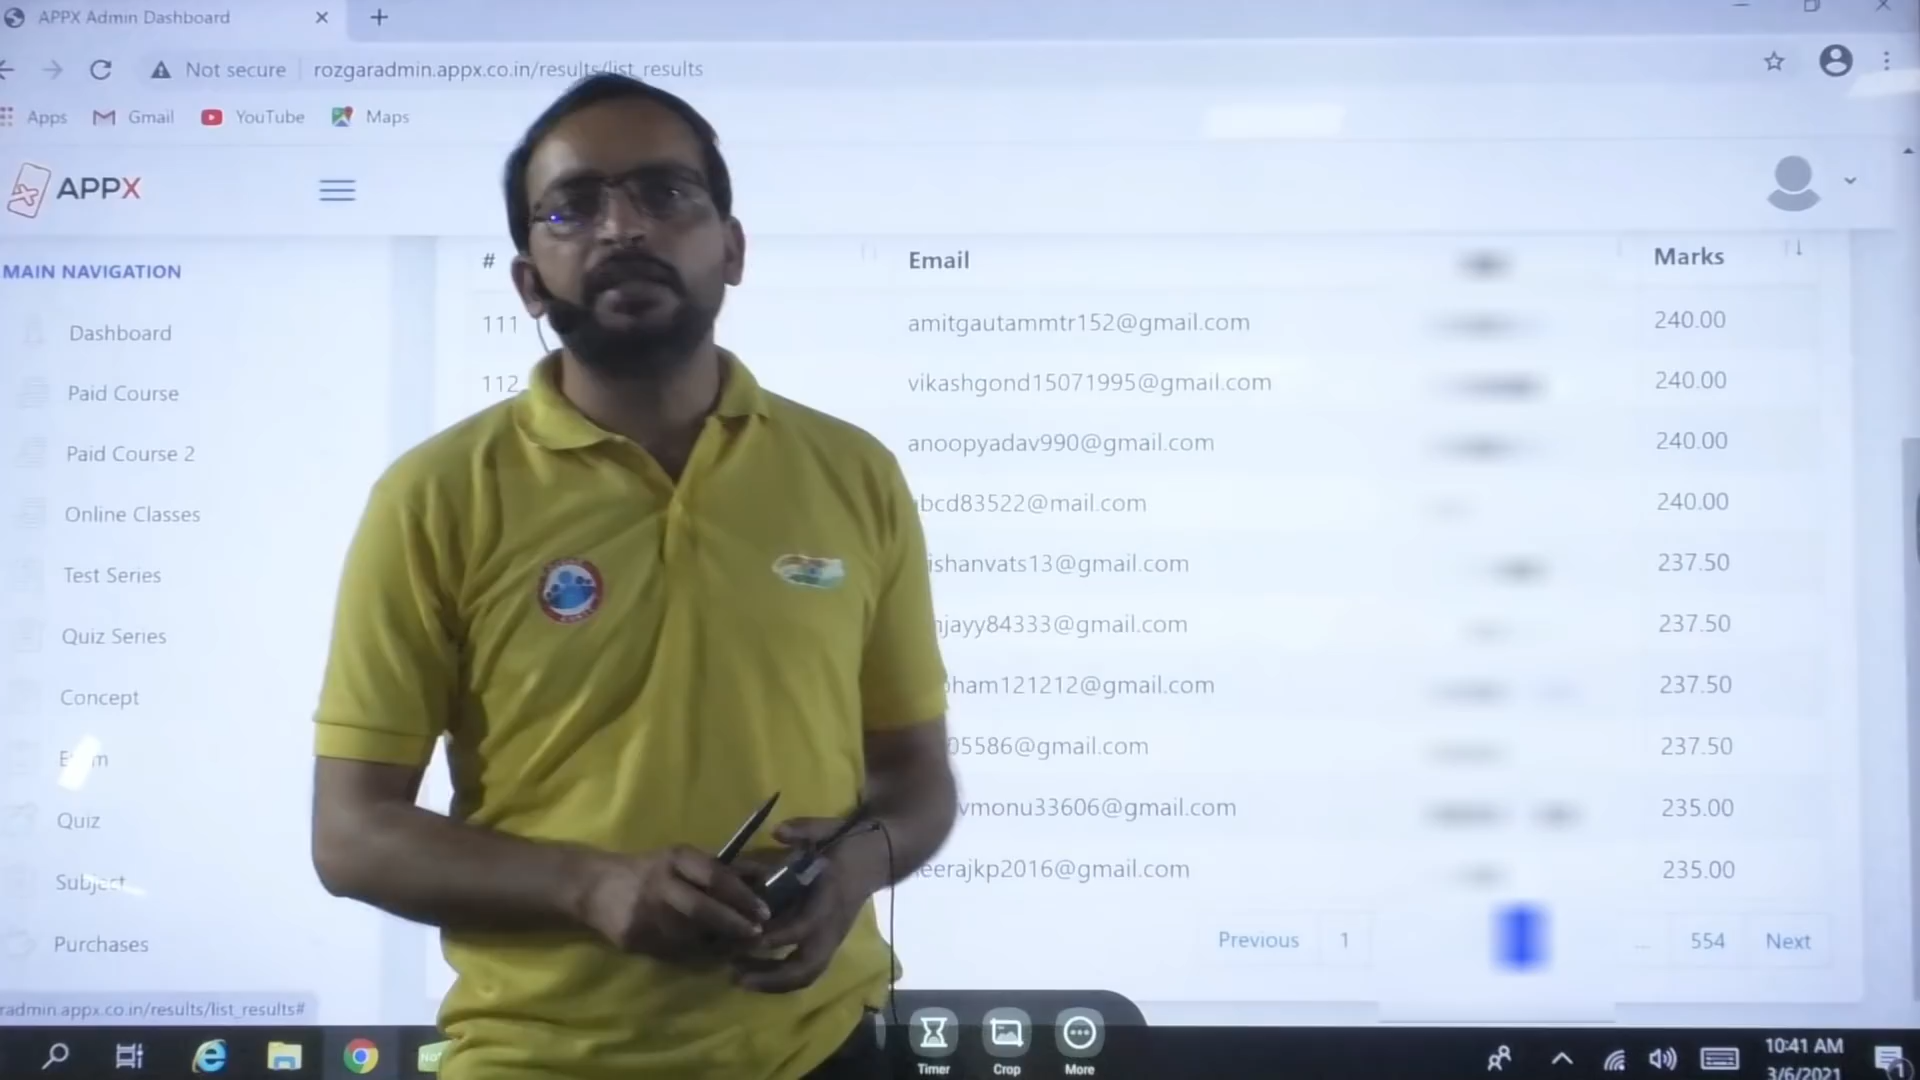 APPX Admin Dashboard
Not secure rozgaradmin.appx.co.in/results/list_results
Apps Gmail YouTube Maps
APPX
MAIN NAVIGATION
Dashboard
Paid Course
Paid Course 2
Online Classes
Test Series
Quiz Series
Concept
Quiz
Subject
Purchases
# Email Marks
111 amitgautammtr152@gmail.com 240.00
112 vikashgond15071995@gmail.com 240.00
anoopyadav990@gmail.com 240.00
bcd83522@mail.com 240.00
ishanvats13@gmail.com 237.50
jayy84333@gmail.com 237.50
ham121212@gmail.com 237.50
05586@gmail.com 237.50
vmonu33606@gmail.com 235.00
eerajkp2016@gmail.com 235.00
Previous 1 ... 554 Next
radmin.appx.co.in/results/list_results#
Timer Crop More
10:41 AM
3/6/2021
1